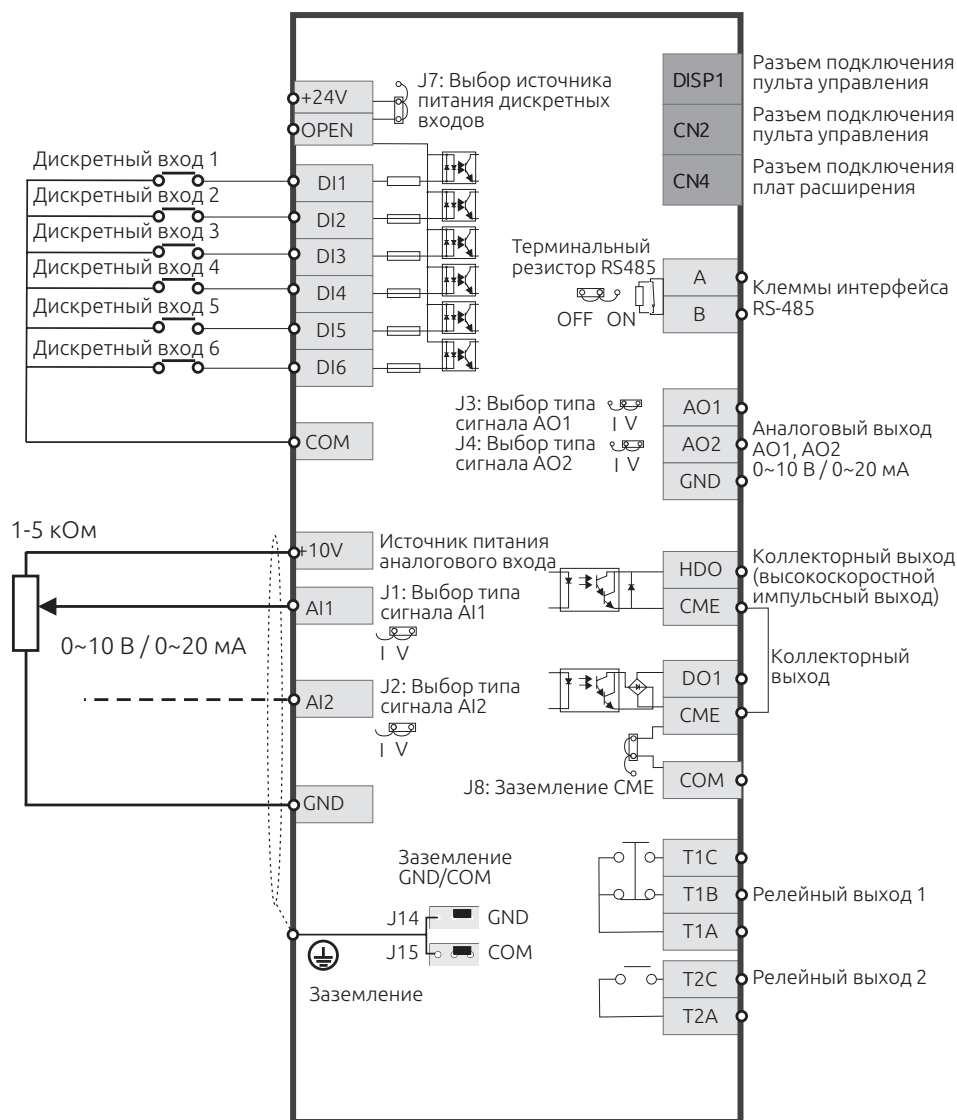 +24V
OPEN
J7: Выбор источника
питания дискретных
входов
Дискретный вход 1
DI1
Дискретный вход 2
DI2
Дискретный вход 3
DI3
Дискретный вход 4
DI4
Дискретный вход 5
DI5
Дискретный вход 6
DI6
COM
1-5 кОм
+10V
Источник питания
аналогового входа
AI1
J1: Выбор типа
сигнала AI1
I V
0~10 В / 0~20 мА
AI2
J2: Выбор типа
сигнала AI2
I V
GND
Заземление
GND/COM
J14
GND
J15
COM
Заземление
DISP1
Разъем подключения
пульта управления
CN2
Разъем подключения
пульта управления
CN4
Разъем подключения
плат расширения
Терминальный
резистор RS485
OFF ON
A
B
Клеммы интерфейса
RS-485
J3: Выбор типа
сигнала AO1
I V
J4: Выбор типа
сигнала AO2
I V
AO1
AO2
GND
Аналоговый выход
AO1, AO2
0~10 В / 0~20 мА
HDO
CME
Коллекторный выход
(высокоскоростной
импульсный выход)
DO1
CME
Коллекторный
выход
J8: Заземление CME
COM
T1C
T1B
T1A
Релейный выход 1
T2C
T2A
Релейный выход 2